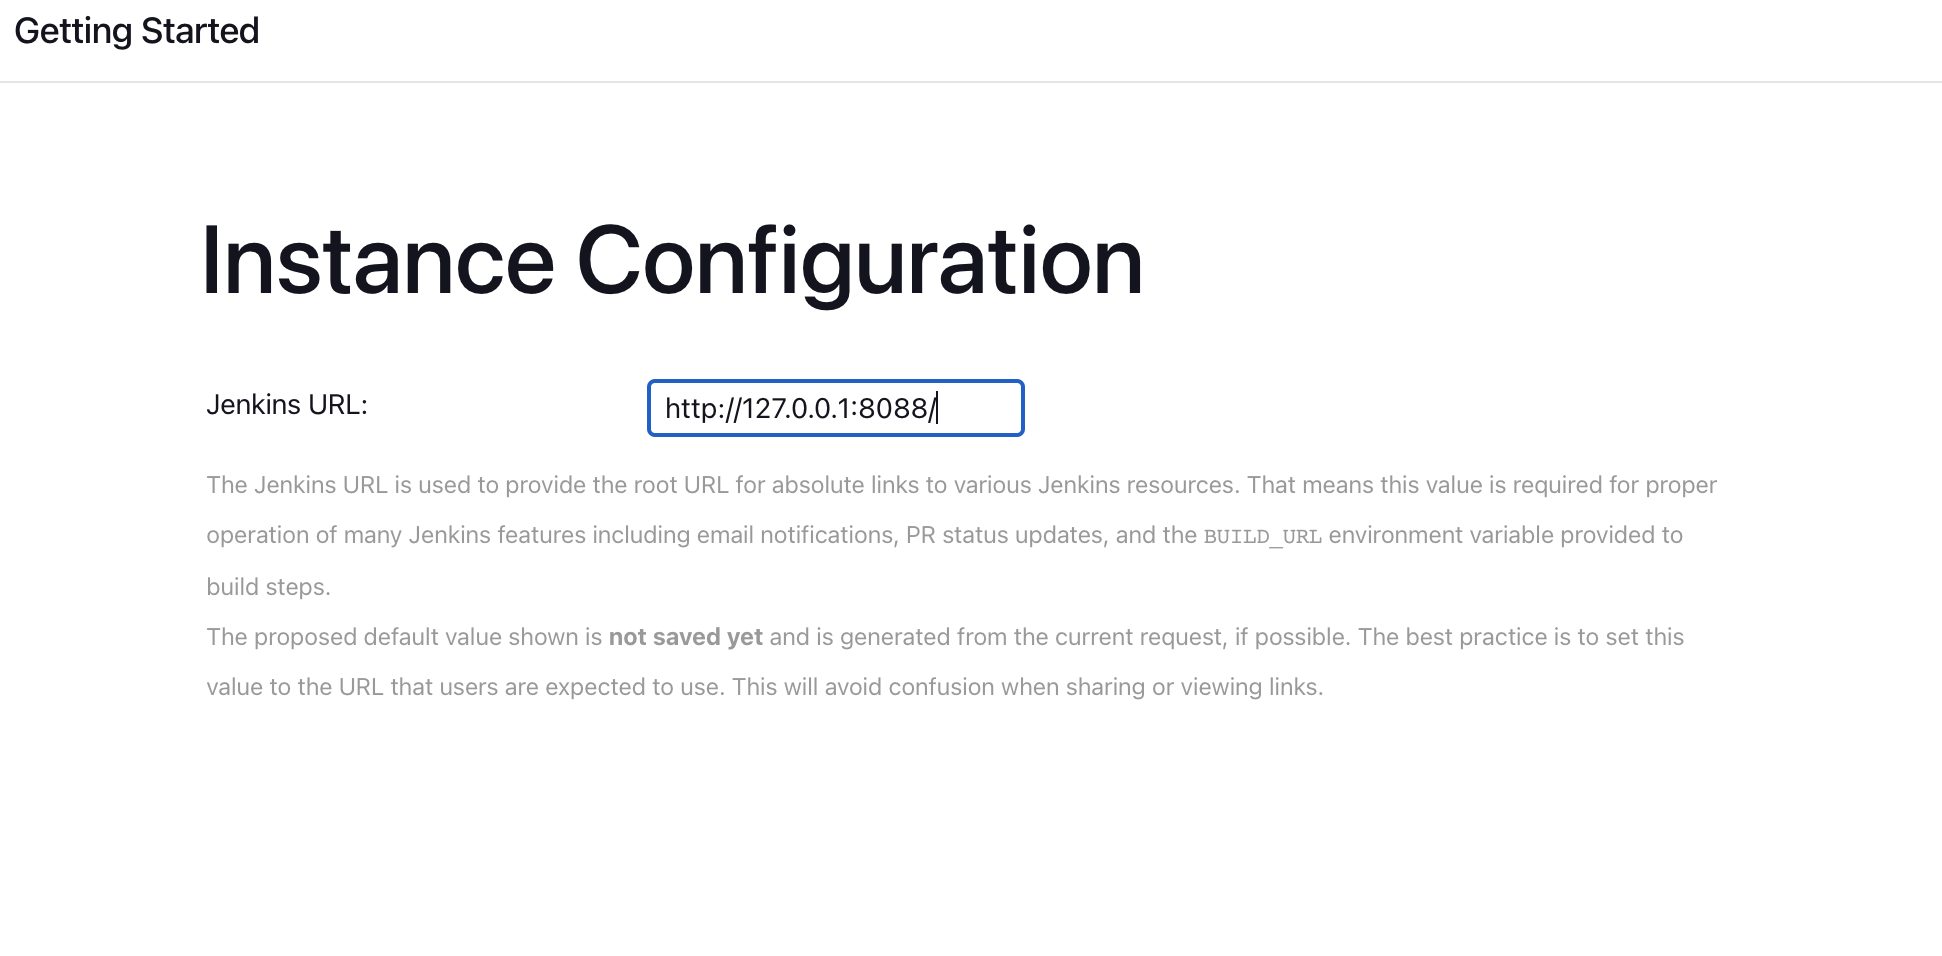 Getting Started
Instance Configuration
Jenkins URL:
http://127.0.0.1:8088/
The Jenkins URL is used to provide the root URL for absolute links to various Jenkins resources. That means this value is required for proper
operation of many Jenkins features including email notifications, PR status updates, and the BUILD_URL environment variable provided to
build steps.
The proposed default value shown is not saved yet and is generated from the current request, if possible. The best practice is to set this
value to the URL that users are expected to use. This will avoid confusion when sharing or viewing links.